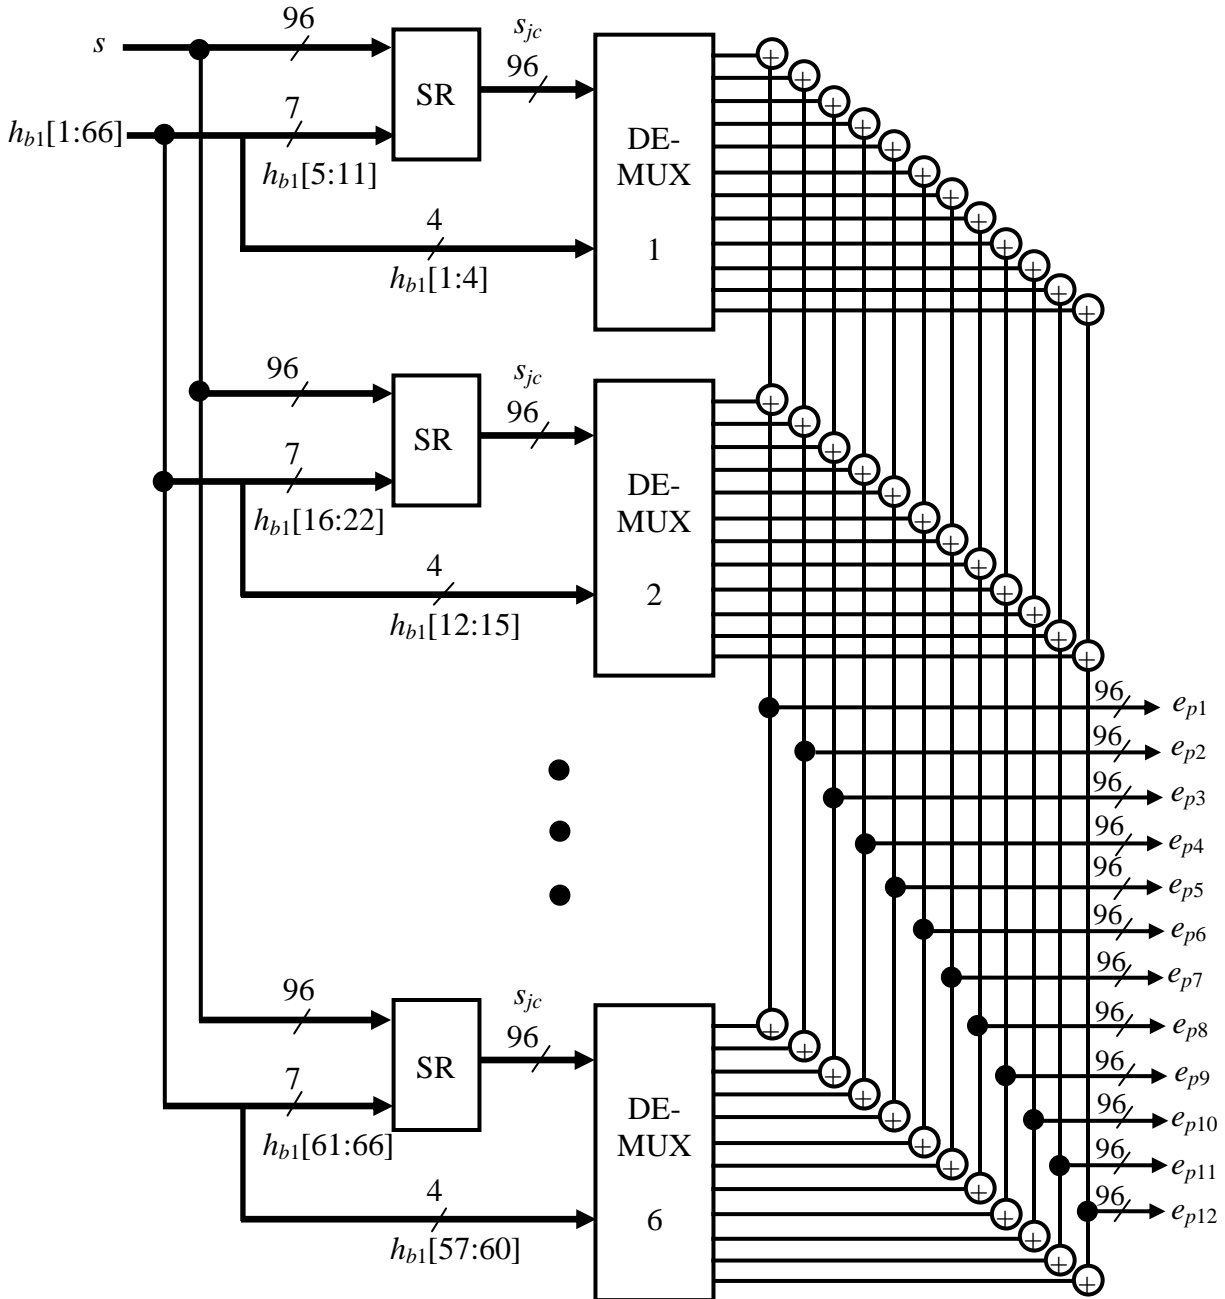 s
96
SR
s_jc
96
DE-
MUX
1
h_b1[1:66]
7
h_b1[5:11]
4
h_b1[1:4]
96
SR
s_jc
96
DE-
MUX
2
7
h_b1[16:22]
4
h_b1[12:15]
96 e_p1
96 e_p2
96 e_p3
96 e_p4
96 e_p5
96 e_p6
96 e_p7
96 e_p8
96 e_p9
96 e_p10
96 e_p11
96 e_p12
96
SR
s_jc
96
DE-
MUX
6
7
h_b1[61:66]
4
h_b1[57:60]